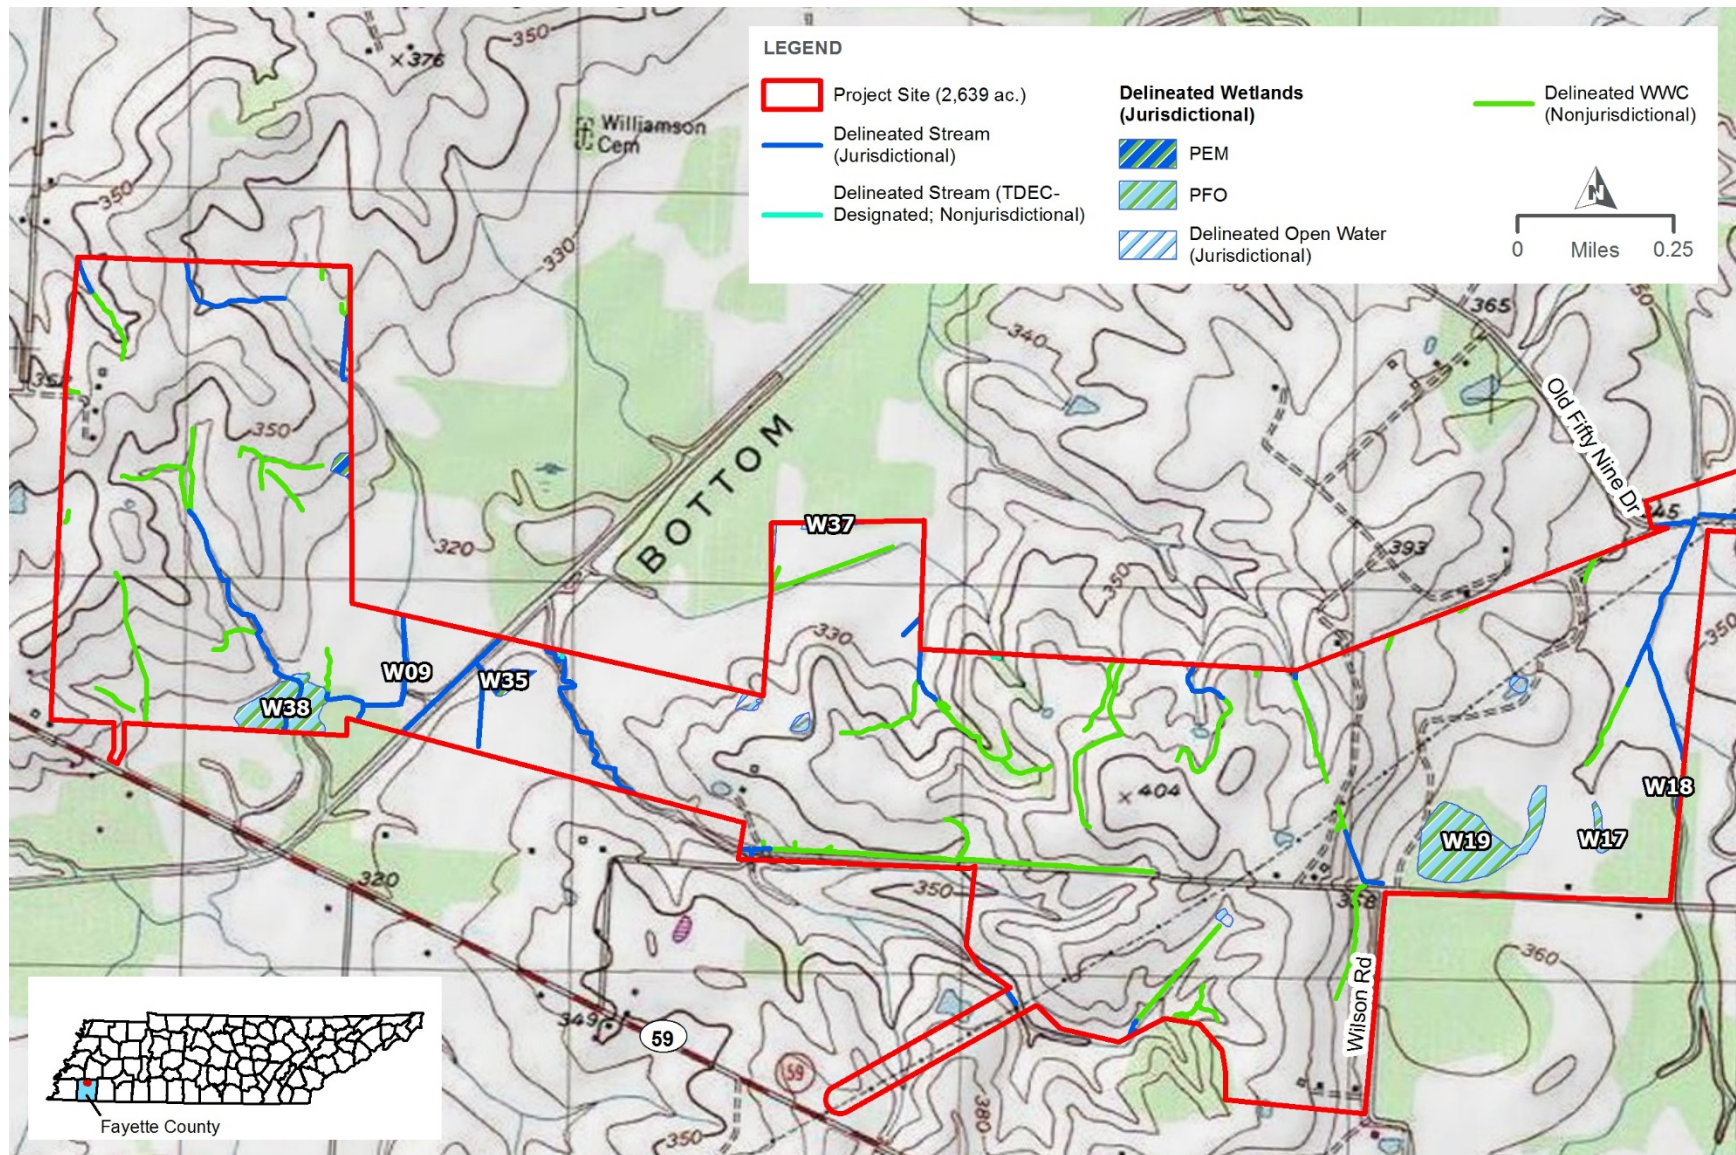 350
×376
Williamson
Cem
350
330
LEGEND
Project Site (2,639 ac.)
Delineated Stream
(Jurisdictional)
Delineated Stream (TDEC-
Designated; Nonjurisdictional)
Delineated Wetlands
(Jurisdictional)
PEM
PFO
Delineated Open Water
(Jurisdictional)
Delineated WWC
(Nonjurisdictional)
N
0 Miles 0.25
365
340
350
Old Fifty Nine Dr
BOTTOM
W37
320
393
350
330
350
W09
W35
W38
×404
W18
W19
W17
320
350
358
360
Wilson Rd
349
59
59
350
380
Fayette County